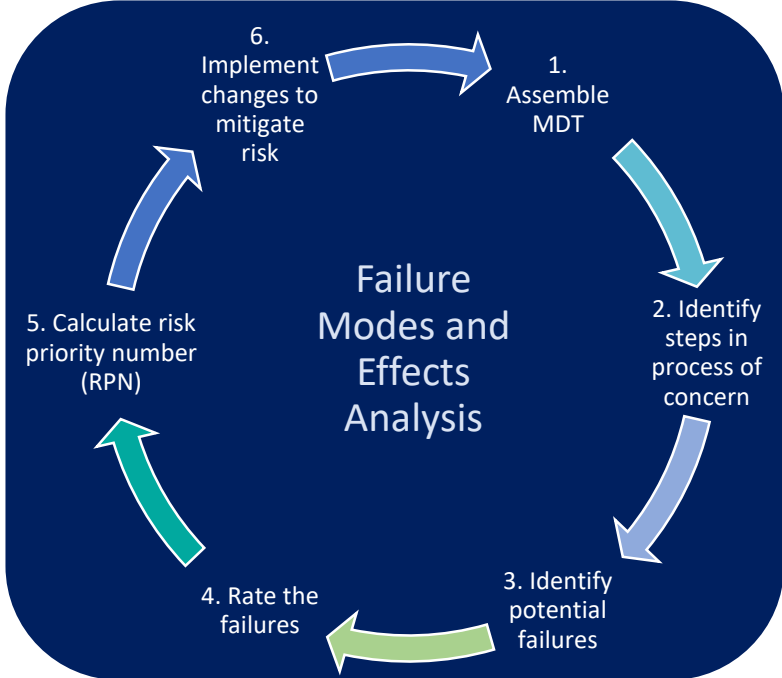 Failure
Modes and
Effects
Analysis
1.
Assemble
MDT
2. Identify
steps in
process of
concern
3. Identify
potential
failures
4. Rate the
failures
5. Calculate risk
priority number
(RPN)
6.
Implement
changes to
mitigate
risk